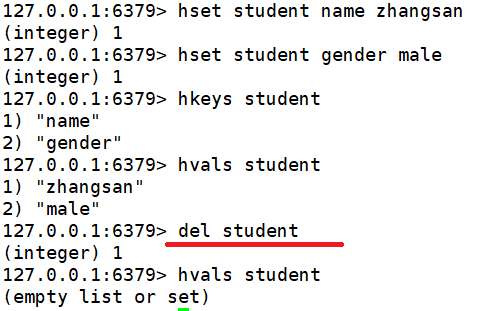 127.0.0.1:6379> hset student name zhangsan
(integer) 1
127.0.0.1:6379> hset student gender male
(integer) 1
127.0.0.1:6379> hkeys student
1) "name"
2) "gender"
127.0.0.1:6379> hvals student
1) "zhangsan"
2) "male"
127.0.0.1:6379> del student
(integer) 1
127.0.0.1:6379> hvals student
(empty list or set)